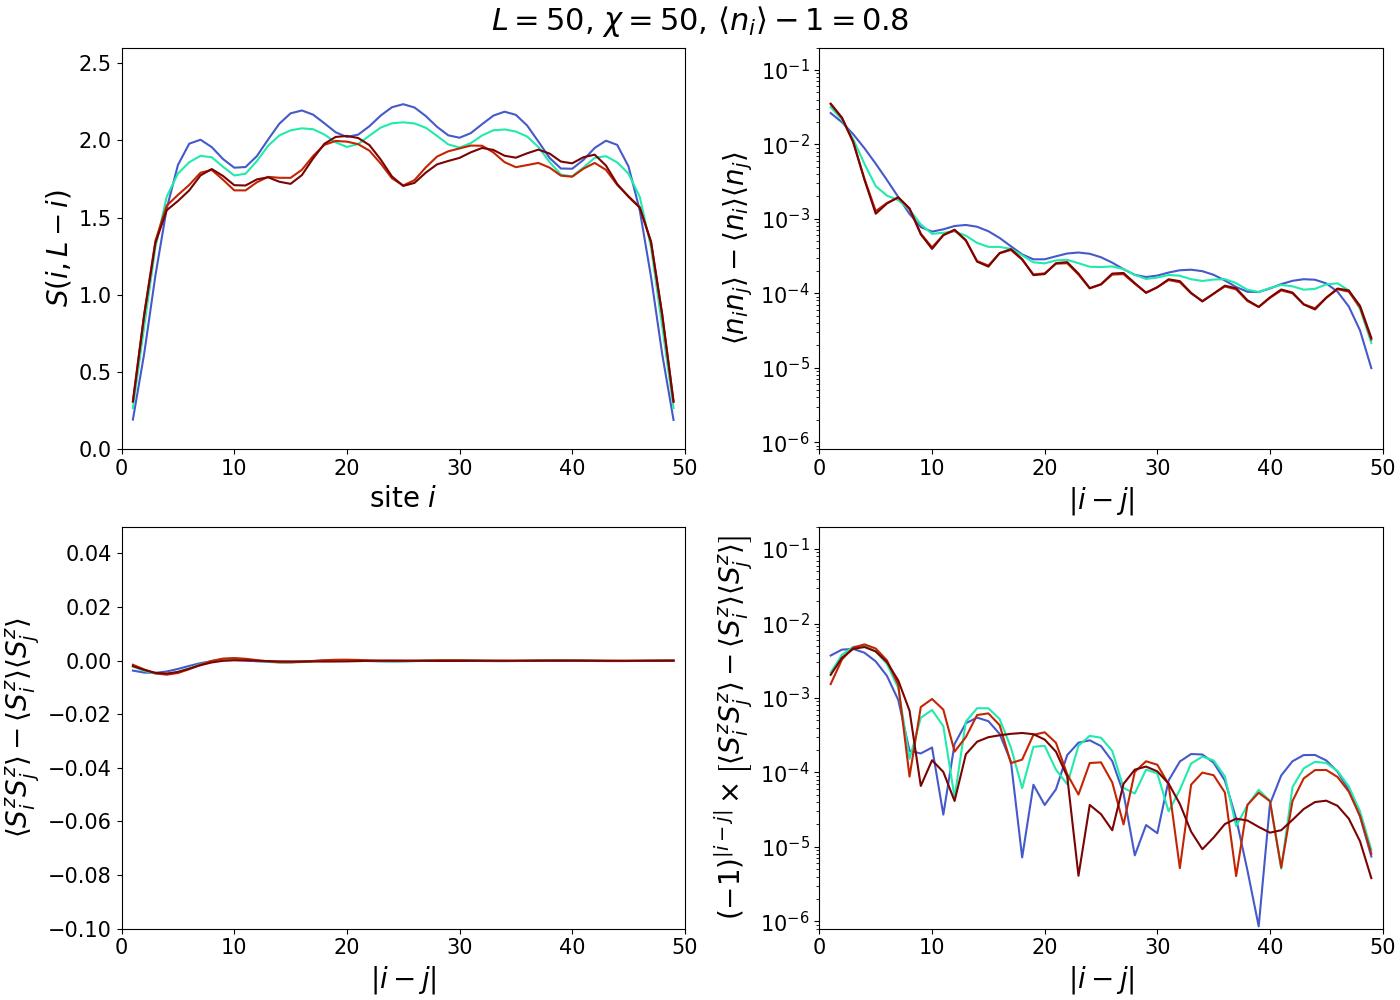 L = 50, χ = 50, ⟨n_i⟩ − 1 = 0.8
S(i, L − i)
2.5
2.0
1.5
1.0
0.5
0.0
0 10 20 30 40 50
site i
⟨n_i n_j⟩ − ⟨n_i⟩⟨n_j⟩
10⁻¹
10⁻²
10⁻³
10⁻⁴
10⁻⁵
10⁻⁶
0 10 20 30 40 50
|i − j|
⟨S_i^z S_j^z⟩ − ⟨S_i^z⟩⟨S_j^z⟩
0.04
0.02
0.00
−0.02
−0.04
−0.06
−0.08
−0.10
0 10 20 30 40 50
|i − j|
(−1)^|i−j| × [⟨S_i^z S_j^z⟩ − ⟨S_i^z⟩⟨S_j^z⟩]
10⁻¹
10⁻²
10⁻³
10⁻⁴
10⁻⁵
10⁻⁶
0 10 20 30 40 50
|i − j|